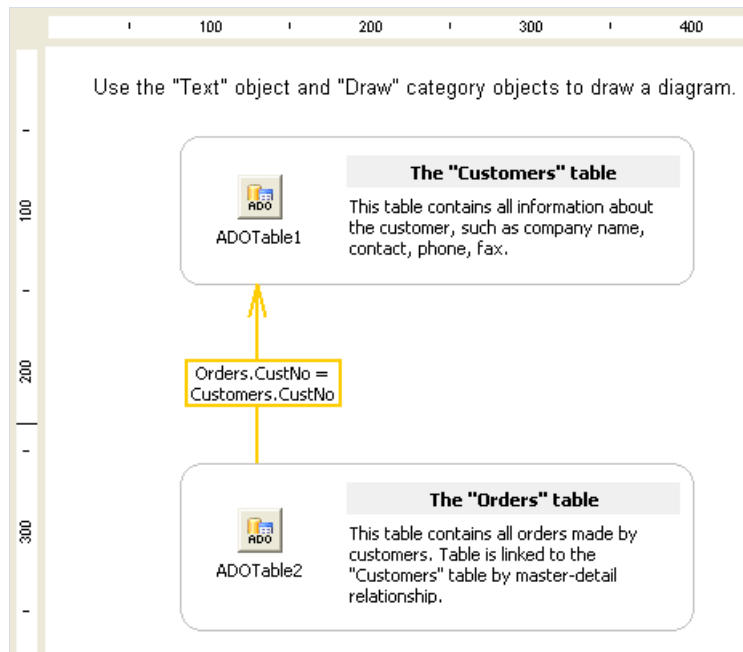 100
200
300
400
Use the "Text" object and "Draw" category objects to draw a diagram.
100
200
300
The "Customers" table
ADO
ADOTable1
This table contains all information about
the customer, such as company name,
contact, phone, fax.
Orders.CustNo =
Customers.CustNo
The "Orders" table
ADO
ADOTable2
This table contains all orders made by
customers. Table is linked to the
"Customers" table by master-detail
relationship.